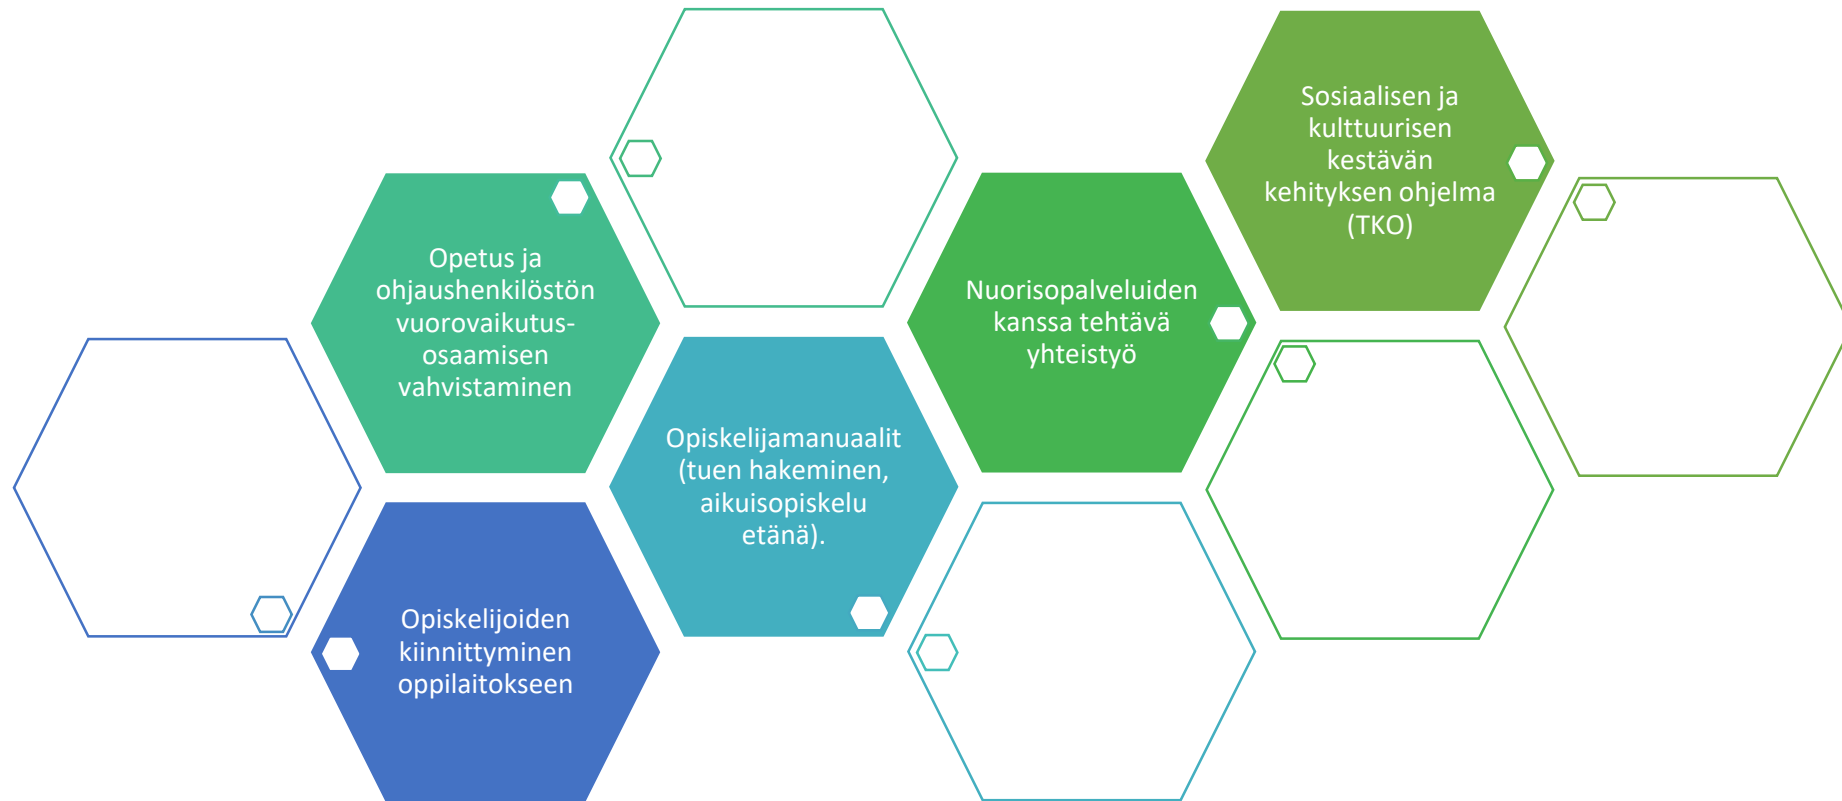 Opetus ja
ohjaushenkilöstön
vuorovaikutus-
osaamisen
vahvistaminen
Opiskelijoiden
kiinnittyminen
oppilaitokseen
Opiskelijamanuaalit
(tuen hakeminen,
aikuisopiskelu
etänä).
Nuorisopalveluiden
kanssa tehtävä
yhteistyö
Sosiaalisen ja
kulttuurisen
kestävän
kehityksen ohjelma
(TKO)